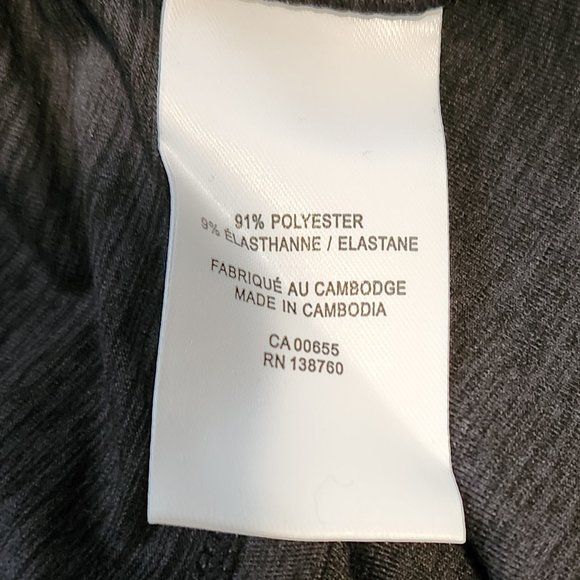 91% POLYESTER
9% ÉLASTHANNE / ELASTANE
FABRIQUÉ AU CAMBODGE
MADE IN CAMBODIA
CA 00655
RN 138760